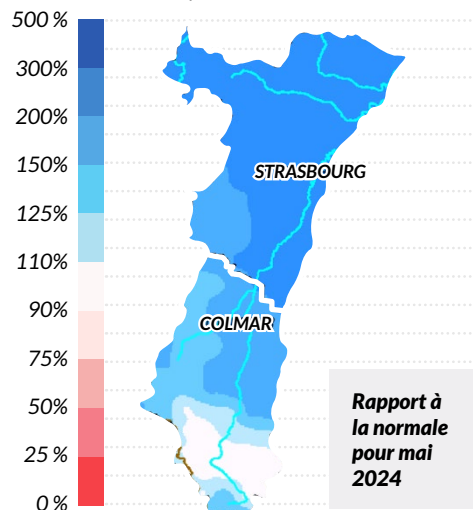 500 %
300%
200%
150%
125%
110%
90%
75%
50%
25 %
0 %
STRASBOURG
COLMAR
Rapport à
la normale
pour mai
2024